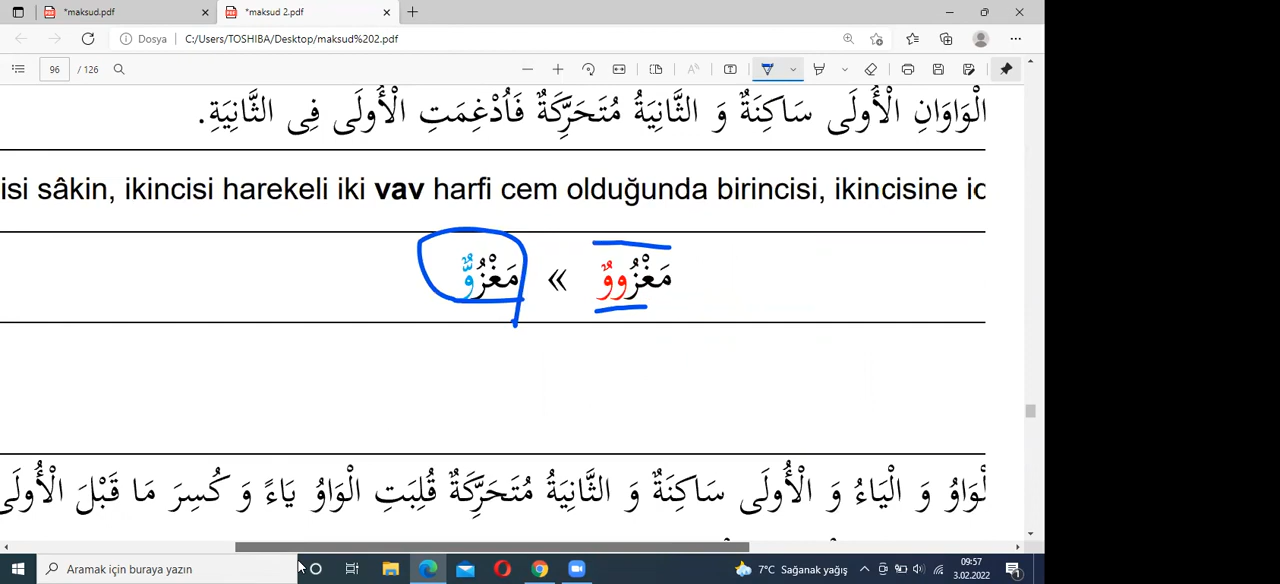 *maksud.pdf
*maksud 2.pdf
Dosya C:/Users/TOSHIBA/Desktop/maksud%202.pdf
96 / 126
الْوَاوَانِ الْأُولَى سَاكِنَةٌ وَ الثَّانِيَةُ مُتَحَرِّكَةٌ فَاُدْغِمَتِ الْأُولَى فِى الثَّانِيَةِ.
isi sâkin, ikincisi harekeli iki vav harfi cem olduğunda birincisi, ikincisine
مَغْزُووٌ » مَغْزُوٌّ
لْوَاوُ وَ الْيَاءُ وَ الْأُولَى سَاكِنَةٌ وَ الثَّانِيَةُ مُتَحَرِّكَةٌ قُلِبَتِ الْوَاوُ يَاءً وَ كُسِرَ مَا قَبْلَ الْأُولَى
Aramak için buraya yazın
7°C Sağanak yağış
09:57
3.02.2022
1